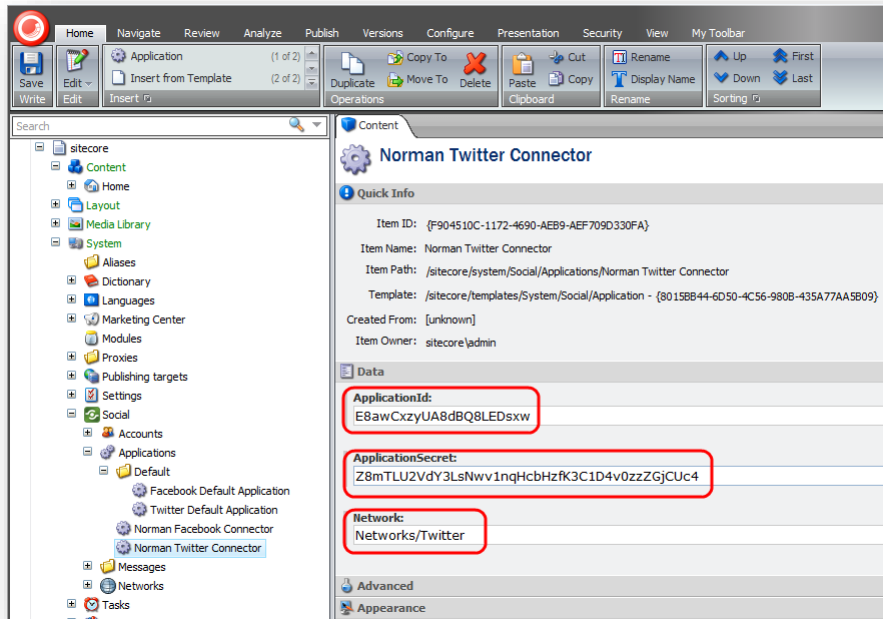 Home Navigate Review Analyze Publish Versions Configure Presentation Security View My Toolbar
Application (1 of 2) Copy To Cut Rename Up First
Insert from Template (2 of 2) Move To Copy Display Name Down Last
Save Edit Duplicate Delete Paste
Write Edit Insert Operations Clipboard Rename Sorting
Search
Content
sitecore
Content
Home
Layout
Media Library
System
Aliases
Dictionary
Languages
Marketing Center
Modules
Proxies
Publishing targets
Settings
Social
Accounts
Applications
Default
Facebook Default Application
Twitter Default Application
Norman Facebook Connector
Norman Twitter Connector
Messages
Networks
Tasks
Norman Twitter Connector
Quick Info
Item ID: {F904510C-1172-4690-AEB9-AEF709D330FA}
Item Name: Norman Twitter Connector
Item Path: /sitecore/system/Social/Applications/Norman Twitter Connector
Template: /sitecore/templates/System/Social/Application - {8015BB44-6D50-4C56-980B-435A77AA5B09}
Created From: [unknown]
Item Owner: sitecore\admin
Data
ApplicationId:
E8awCxzyUA8dBQ8LEDsxw
ApplicationSecret:
Z8mTLU2VdY3LsNwv1nqHcbHzfK3C1D4v0zzZGjCUc4
Network:
Networks/Twitter
Advanced
Appearance